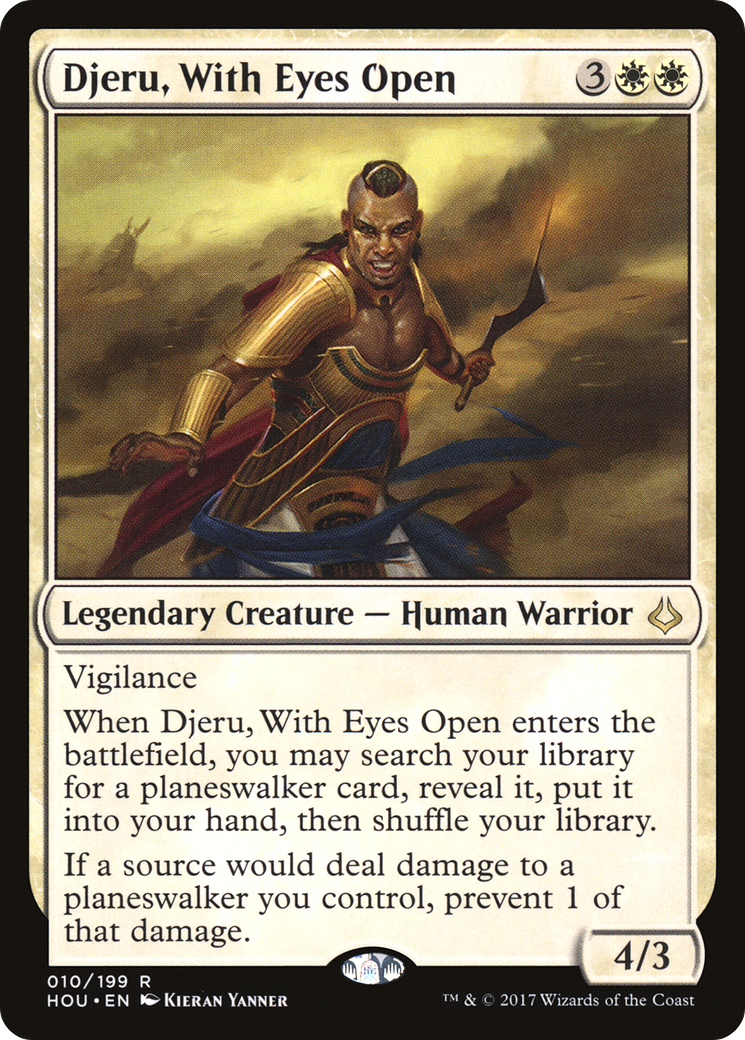 Djeru, With Eyes Open 3
Legendary Creature — Human Warrior
Vigilance
When Djeru, With Eyes Open enters the
battlefield, you may search your library
for a planeswalker card, reveal it, put it
into your hand, then shuffle your library.
If a source would deal damage to a
planeswalker you control, prevent 1 of
that damage.
4/3
010/199 R
HOU • EN Kieran Yanner
™ & © 2017 Wizards of the Coast